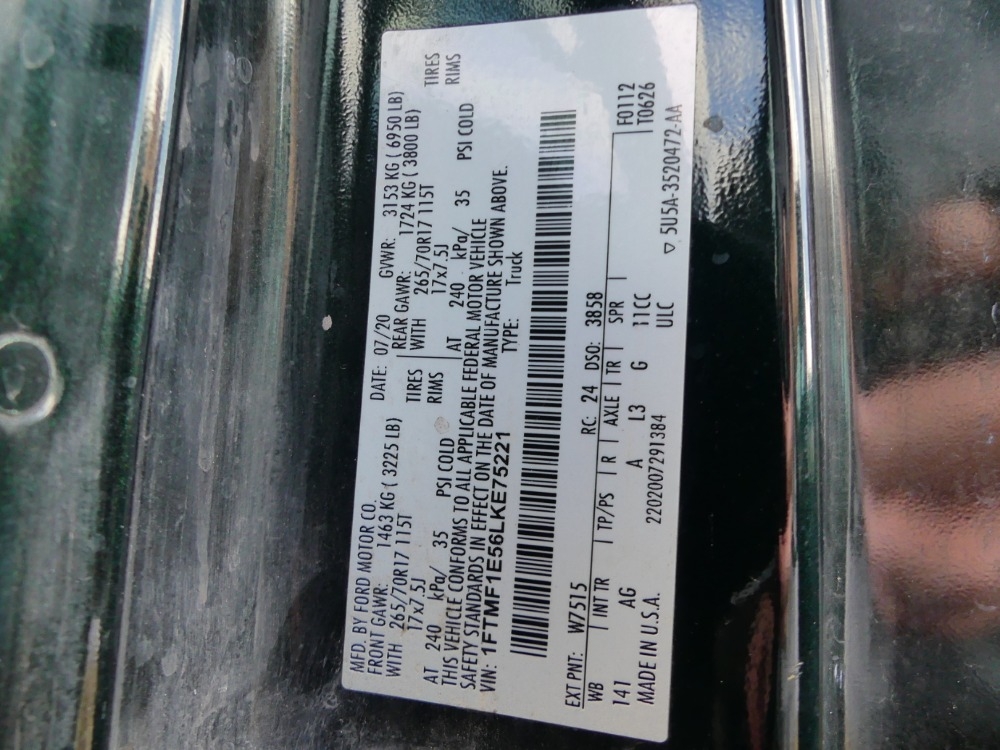 MFD. BY FORD MOTOR CO.
DATE: 07/20 GVWR: 3153 KG ( 6950 LB)
FRONT GAWR: 1463 KG ( 3225 LB)
REAR GAWR: 1724 KG ( 3800 LB)
WITH 265/70R17 115T TIRES
WITH 265/70R17 115T TIRES
17x7.5J RIMS
17x7.5J RIMS
AT 240 kPa/ 35 PSI COLD
AT 240 kPa/ 35 PSI COLD
THIS VEHICLE CONFORMS TO ALL APPLICABLE FEDERAL MOTOR VEHICLE
SAFETY STANDARDS IN EFFECT ON THE DATE OF MANUFACTURE SHOWN ABOVE.
VIN: 1FTMF1E56LKE75221 TYPE: Truck
EXT PNT: W7515 RC: 24 DSO: 3858
WB INT TR TP/PS R AXLE TR SPR F0112
141 AG A L3 G 11CC T0626
MADE IN U.S.A. 2202007291384 ULC ▽ 5U5A-3520472-AA